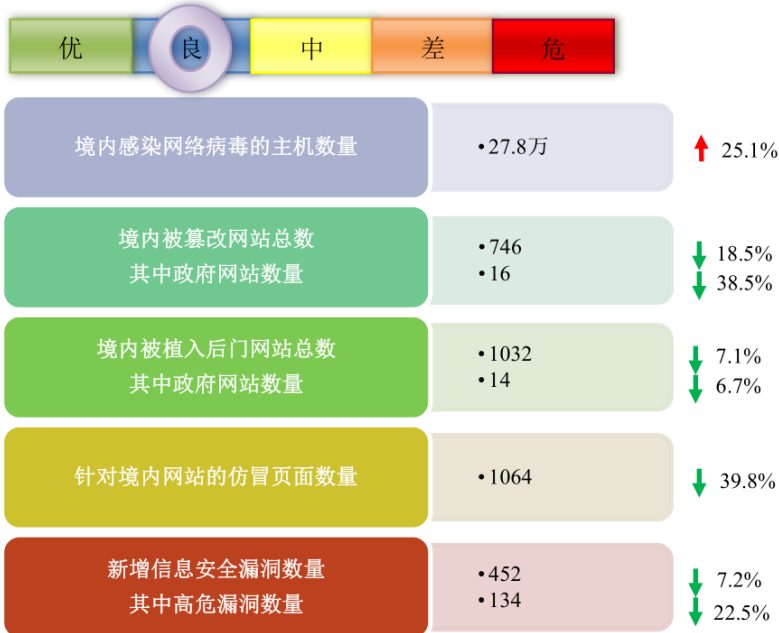 优 良 中 差 危
境内感染网络病毒的主机数量
•27.8万
25.1%
境内被篡改网站总数
其中政府网站数量
•746
•16
18.5%
38.5%
境内被植入后门网站总数
其中政府网站数量
•1032
•14
7.1%
6.7%
针对境内网站的仿冒页面数量
•1064
39.8%
新增信息安全漏洞数量
其中高危漏洞数量
•452
•134
7.2%
22.5%